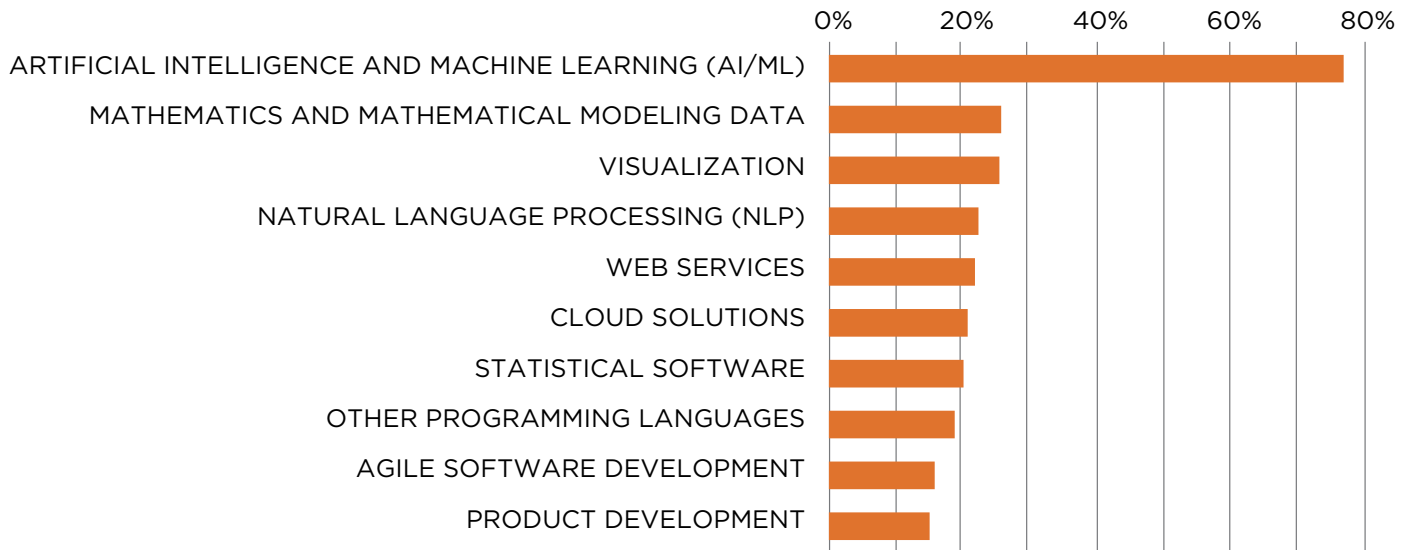 0% 20% 40% 60% 80%
ARTIFICIAL INTELLIGENCE AND MACHINE LEARNING (AI/ML)
MATHEMATICS AND MATHEMATICAL MODELING DATA
VISUALIZATION
NATURAL LANGUAGE PROCESSING (NLP)
WEB SERVICES
CLOUD SOLUTIONS
STATISTICAL SOFTWARE
OTHER PROGRAMMING LANGUAGES
AGILE SOFTWARE DEVELOPMENT
PRODUCT DEVELOPMENT